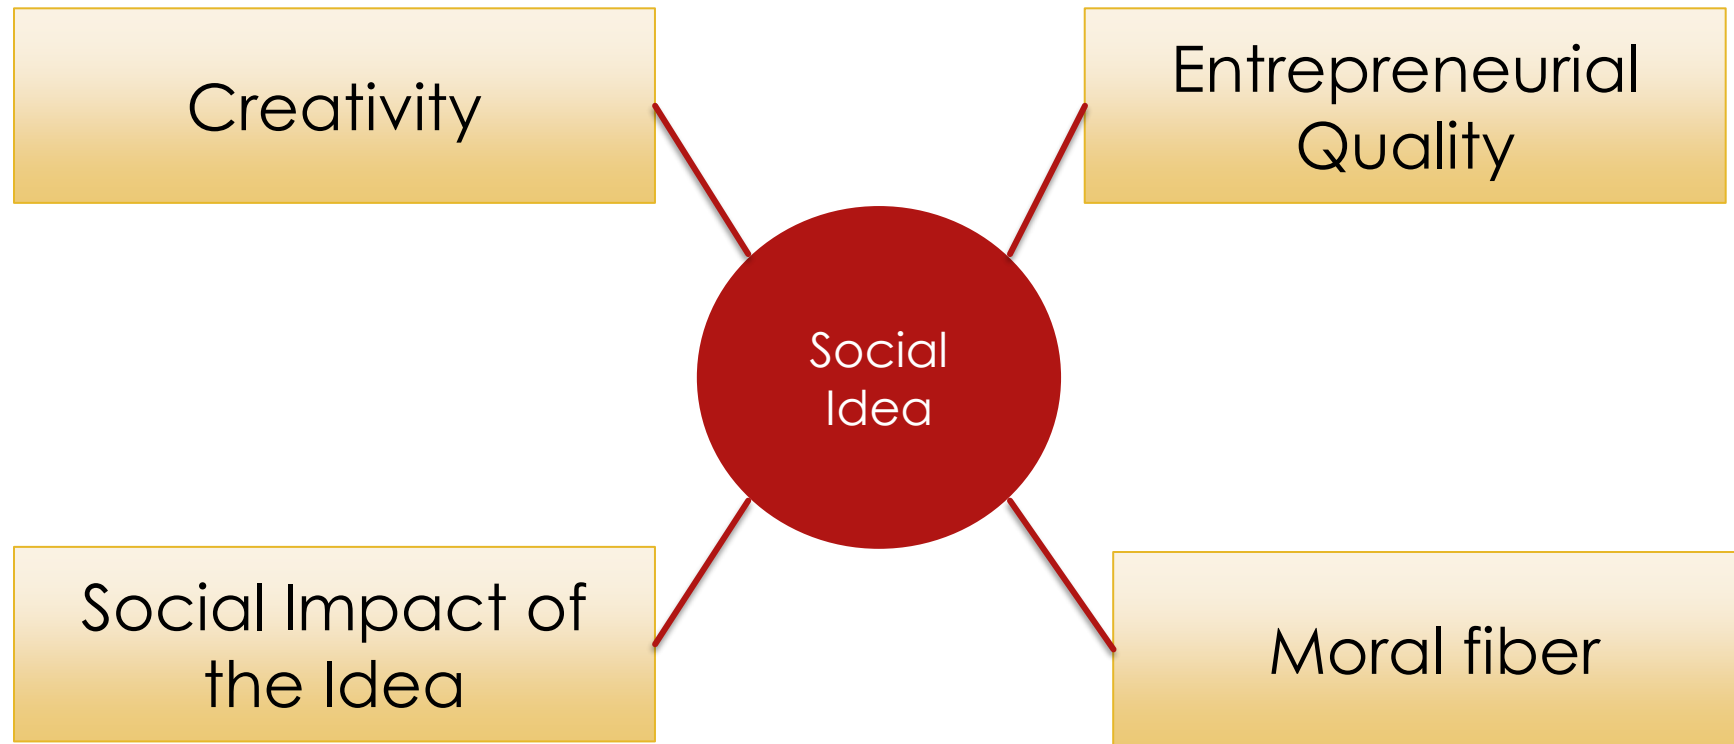 Creativity
Entrepreneurial
Quality
Social
Idea
Social Impact of
the Idea
Moral fiber